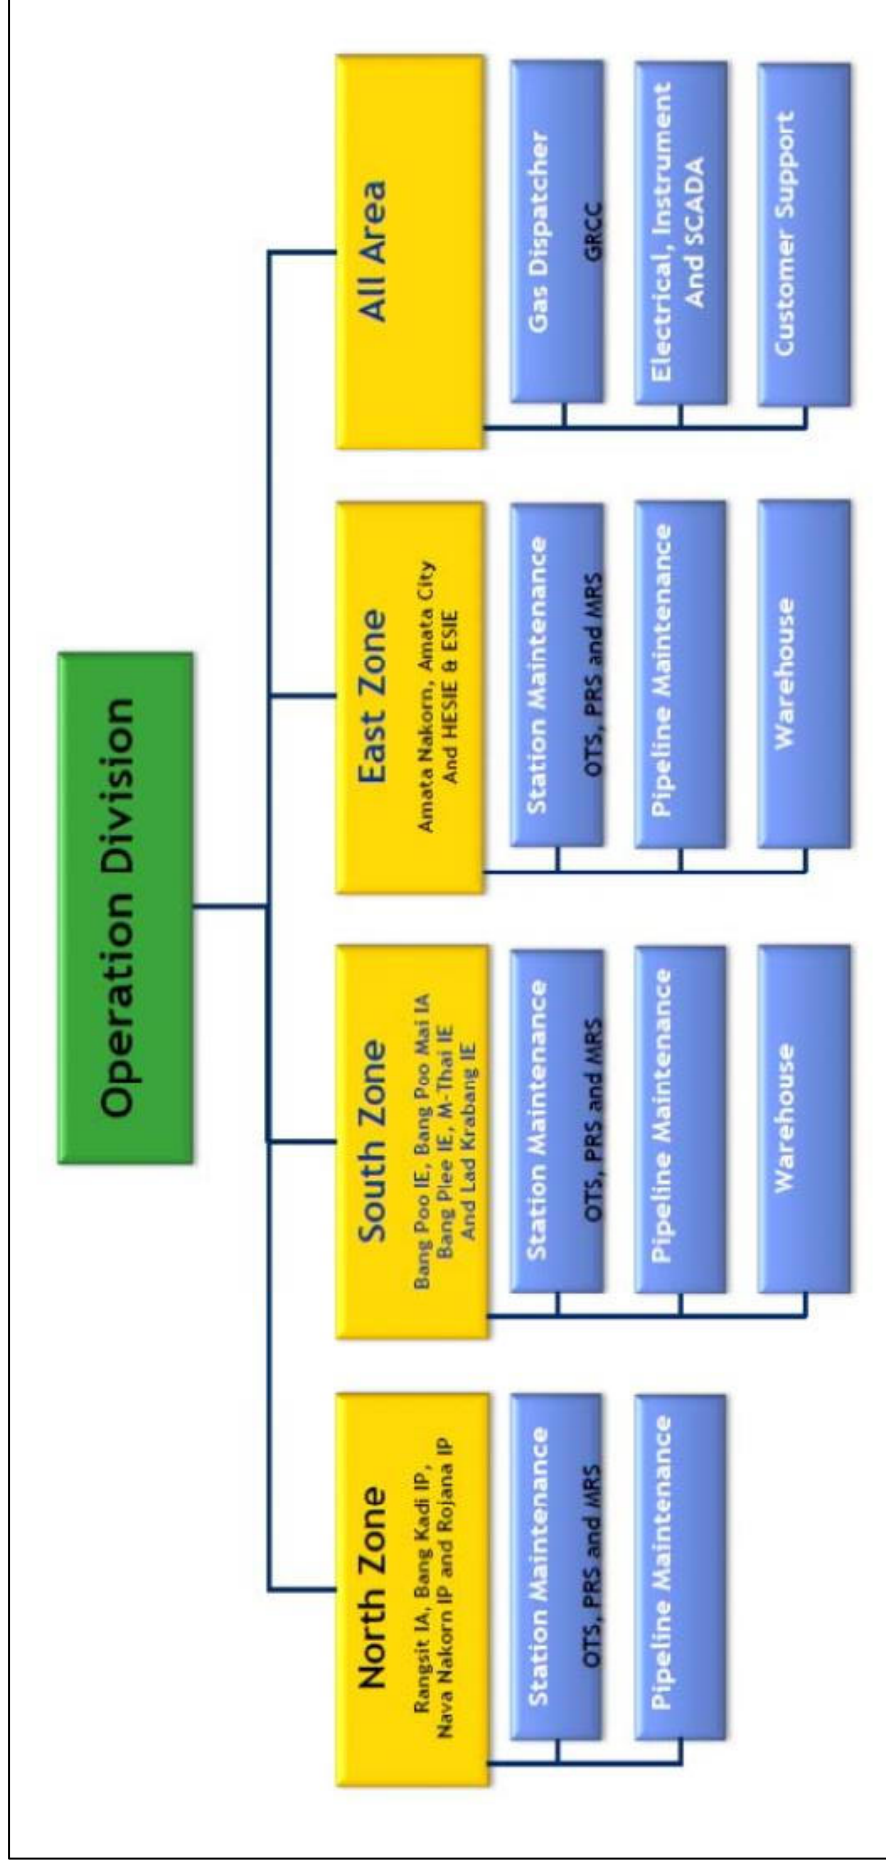 Operation Division
North Zone
Rangsit IA, Bang Kadi IP,
Nava Nakorn IP and Rojana IP
Station Maintenance
OTS, PRS and MRS
Pipeline Maintenance
South Zone
Bang Poo IE, Bang Poo Mai IA
Bang Plee IE, M-Thai IE
And Lad Krabang IE
Station Maintenance
OTS, PRS and MRS
Pipeline Maintenance
Warehouse
East Zone
Amata Nakorn, Amata City
And HESIE & ESIE
Station Maintenance
OTS, PRS and MRS
Pipeline Maintenance
Warehouse
All Area
Gas Dispatcher
GRCC
Electrical, Instrument
And SCADA
Customer Support